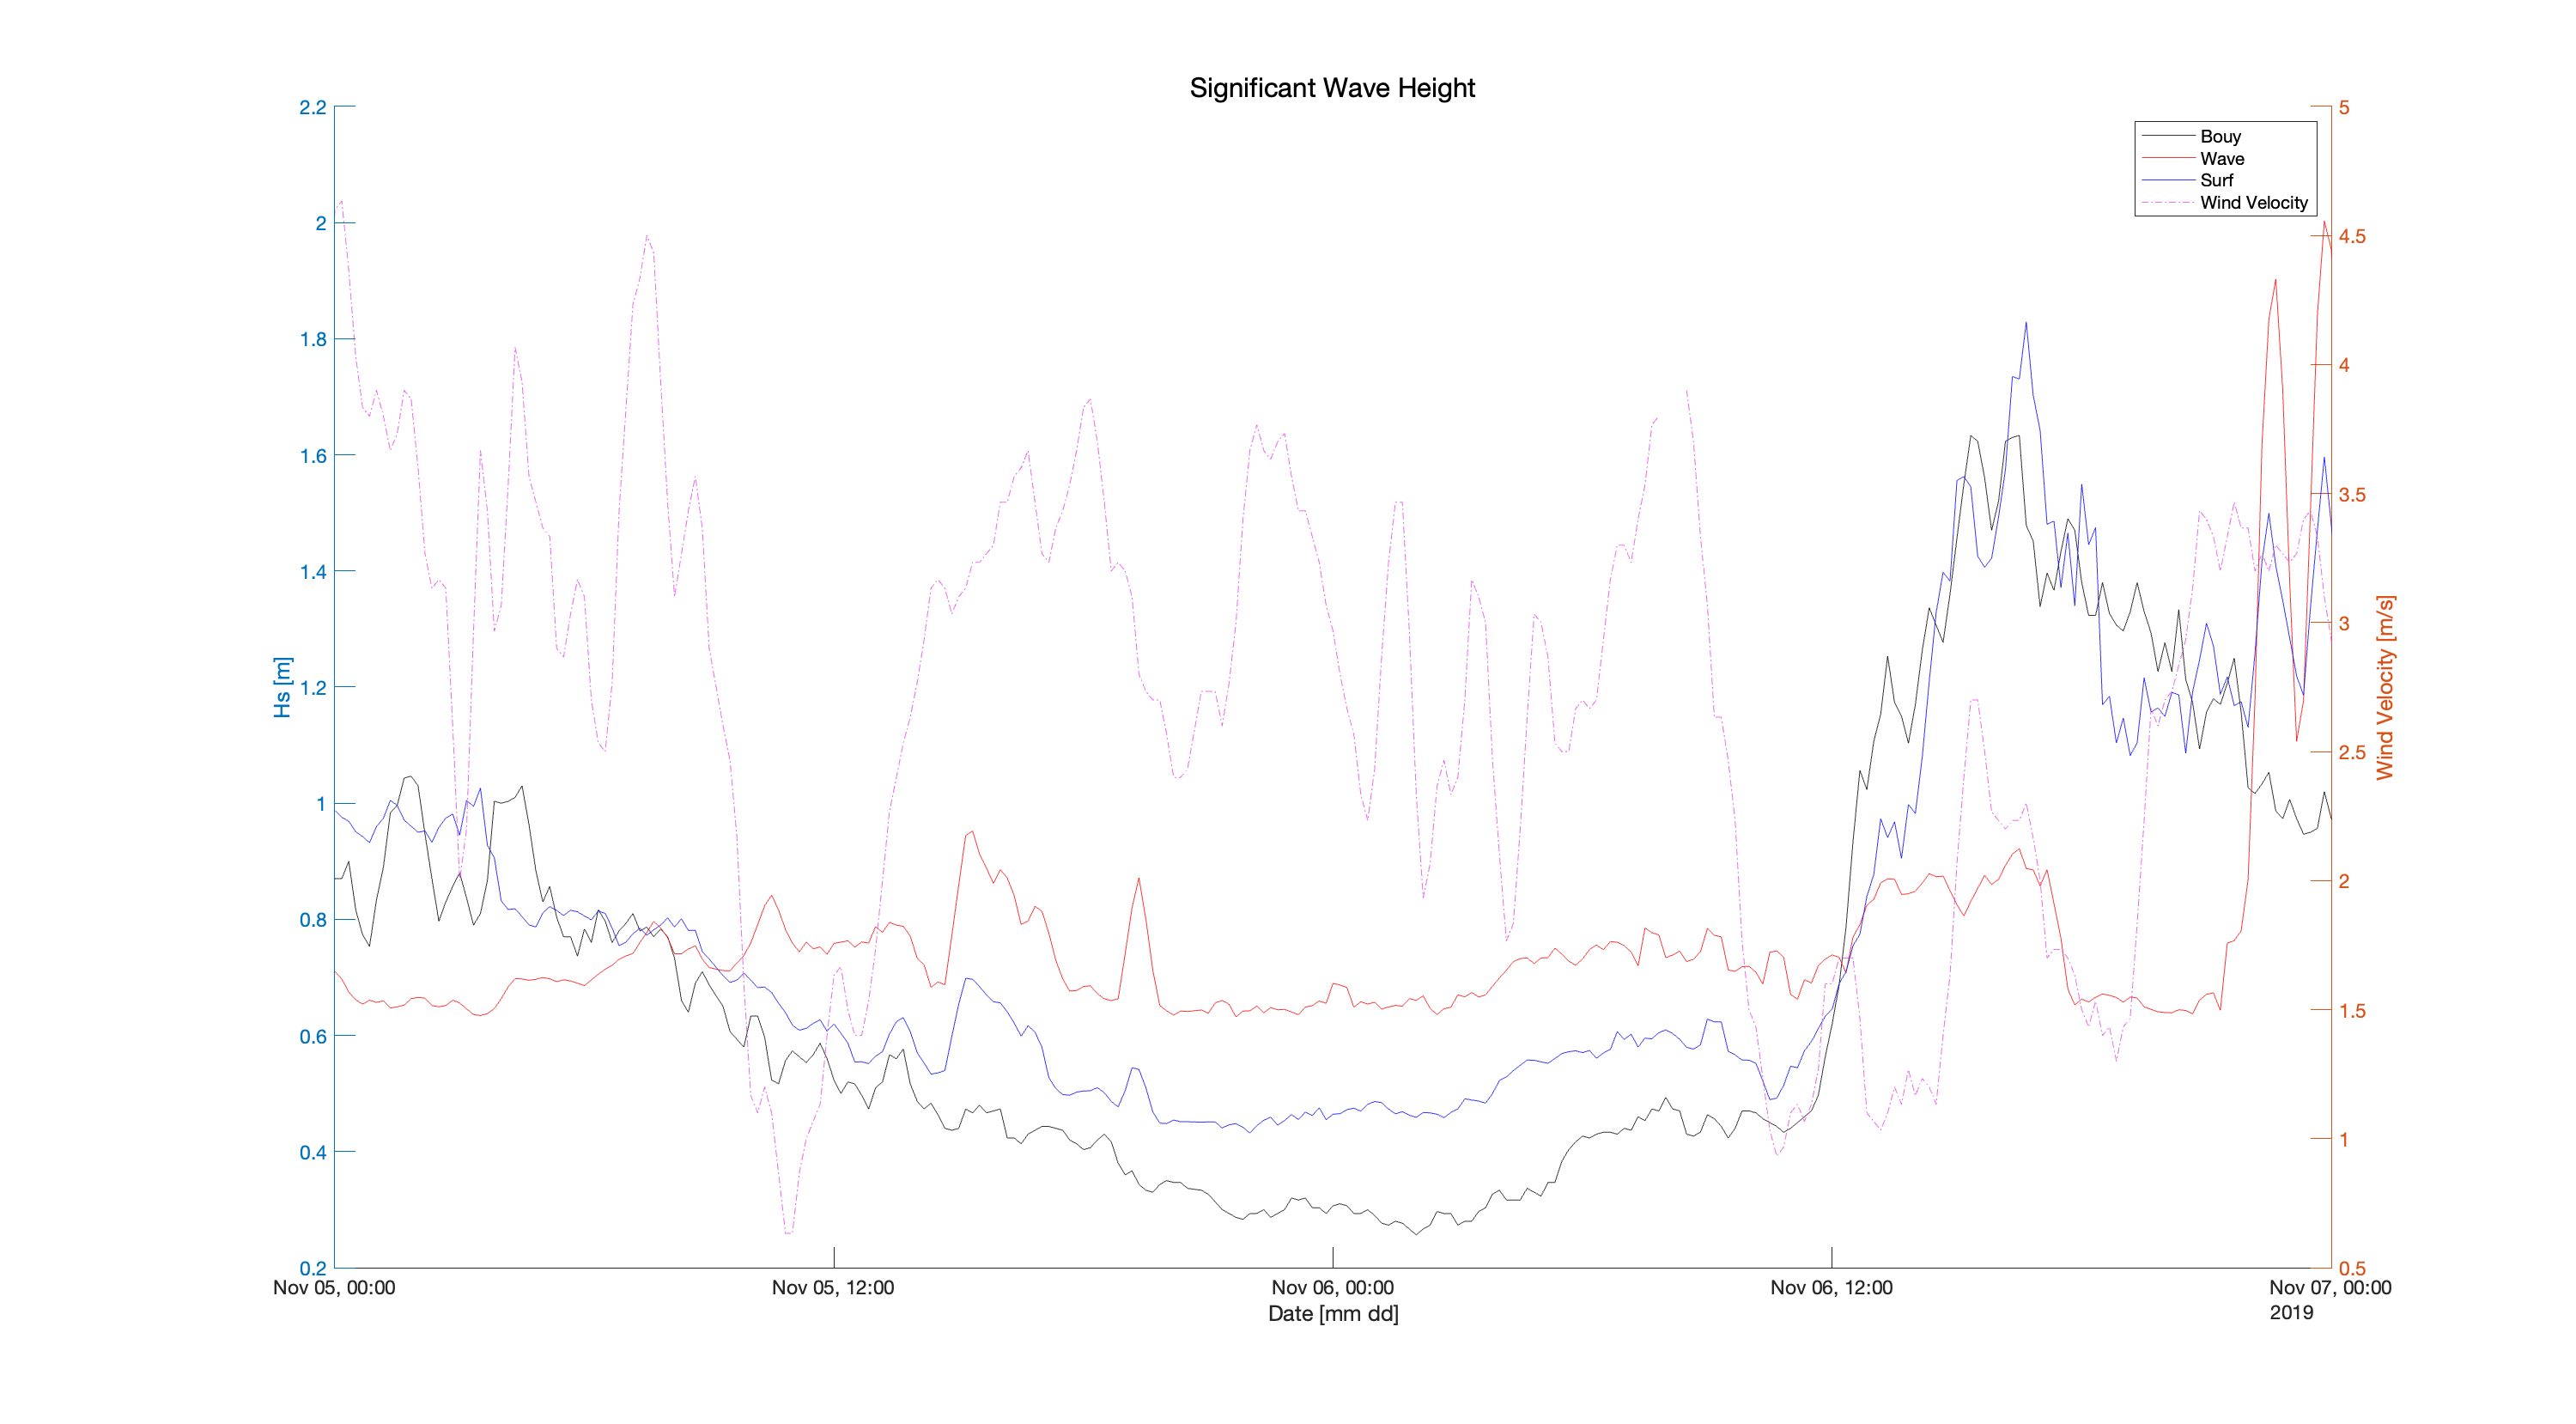 Significant Wave Height
2.2
2
1.8
1.6
1.4
1.2
1
0.8
0.6
0.4
0.2
Hs [m]
5
4.5
4
3.5
3
2.5
2
1.5
1
0.5
Wind Velocity [m/s]
Bouy
Wave
Surf
Wind Velocity
Nov 05, 00:00
Nov 05, 12:00
Nov 06, 00:00
Nov 06, 12:00
Nov 07, 00:00
2019
Date [mm dd]